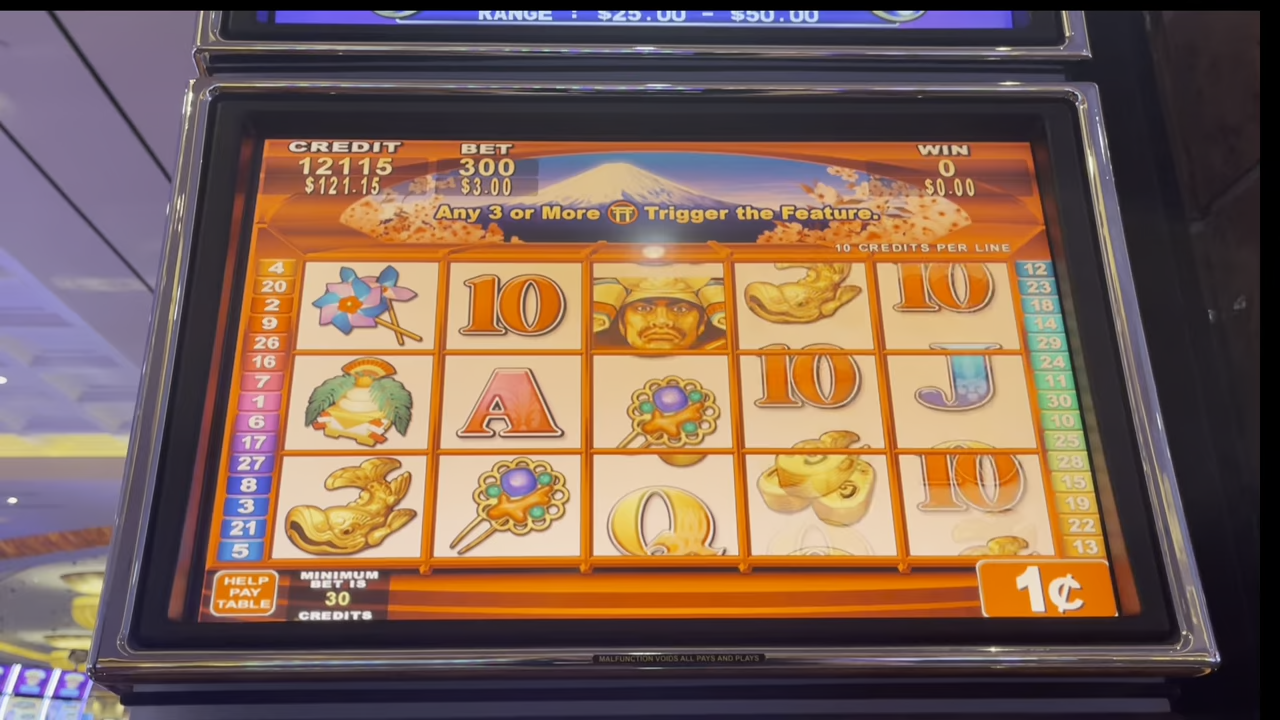 RANGE : $25.00 - $50.00
CREDIT BET WIN
12115 300 0
$121.15 $3.00 $0.00
Any 3 or More Trigger the Feature.
10 CREDITS PER LINE
4 12
20 23
2 18
9 14
26 29
16 24
7 11
1 30
6 10
17 25
27 28
8 15
3 19
21 22
5 13
10 10
A 10 J
Q 10
HELP
PAY
TABLE
MINIMUM
BET IS
30
CREDITS
1¢
MALFUNCTION VOIDS ALL PAYS AND PLAYS